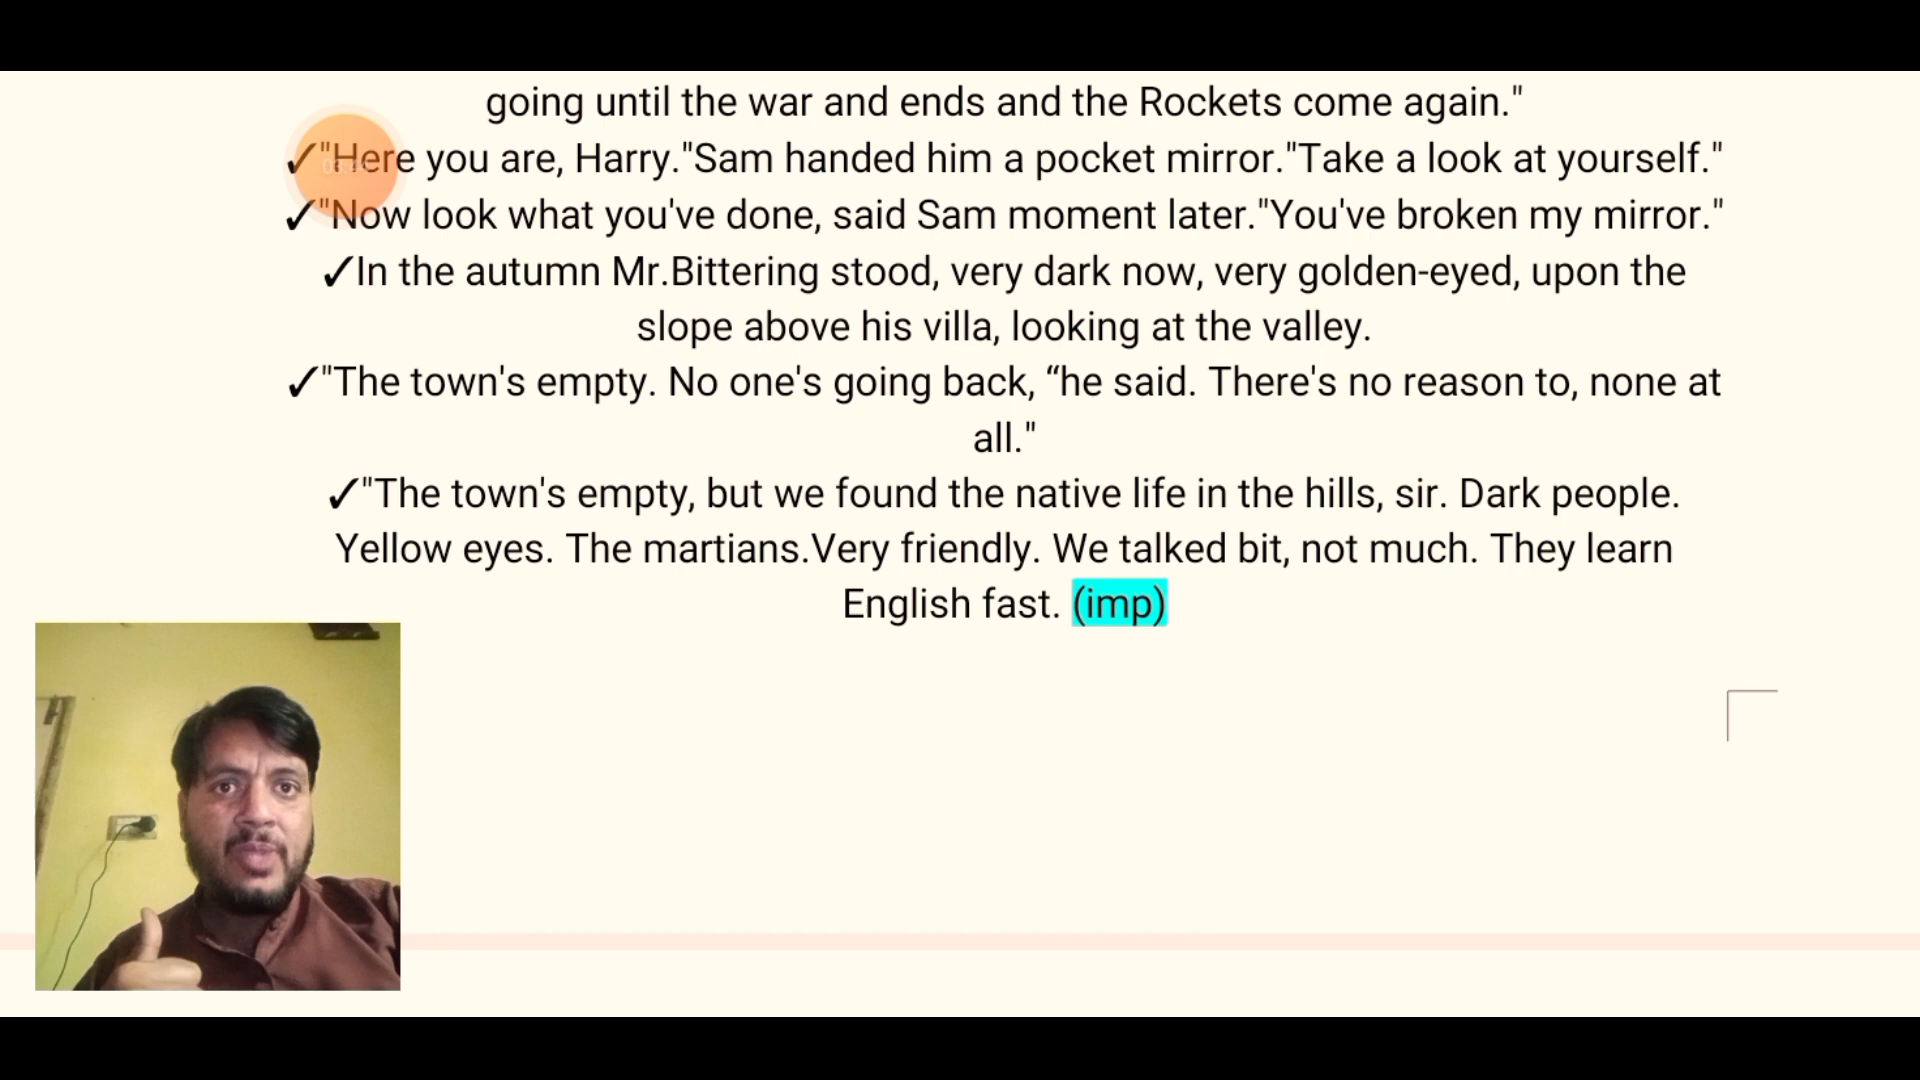 going until the war and ends and the Rockets come again."
✓"Here you are, Harry."Sam handed him a pocket mirror."Take a look at yourself."
✓"Now look what you've done, said Sam moment later."You've broken my mirror."
✓In the autumn Mr.Bittering stood, very dark now, very golden-eyed, upon the
slope above his villa, looking at the valley.
✓"The town's empty. No one's going back, “he said. There's no reason to, none at
all."
✓"The town's empty, but we found the native life in the hills, sir. Dark people.
Yellow eyes. The martians.Very friendly. We talked bit, not much. They learn
English fast. (imp)